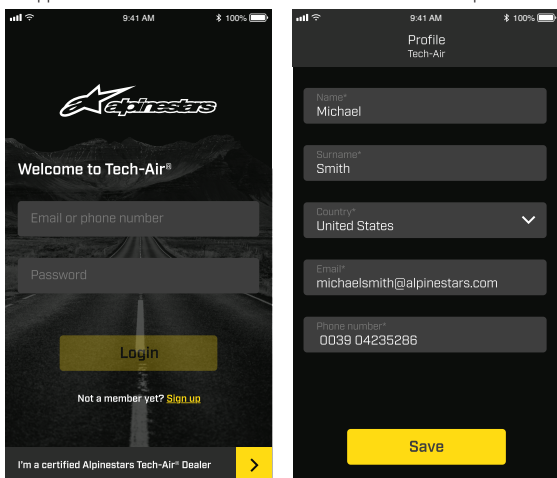 9:41 AM
100%
alpinestars
Welcome to Tech-Air®
Email or phone number
Password
Login
Not a member yet? Sign up
I'm a certified Alpinestars Tech-Air® Dealer
9:41 AM
100%
Profile
Tech-Air
Name*
Michael
Surname*
Smith
Country*
United States
Email*
michaelsmith@alpinestars.com
Phone number*
0039 04235286
Save